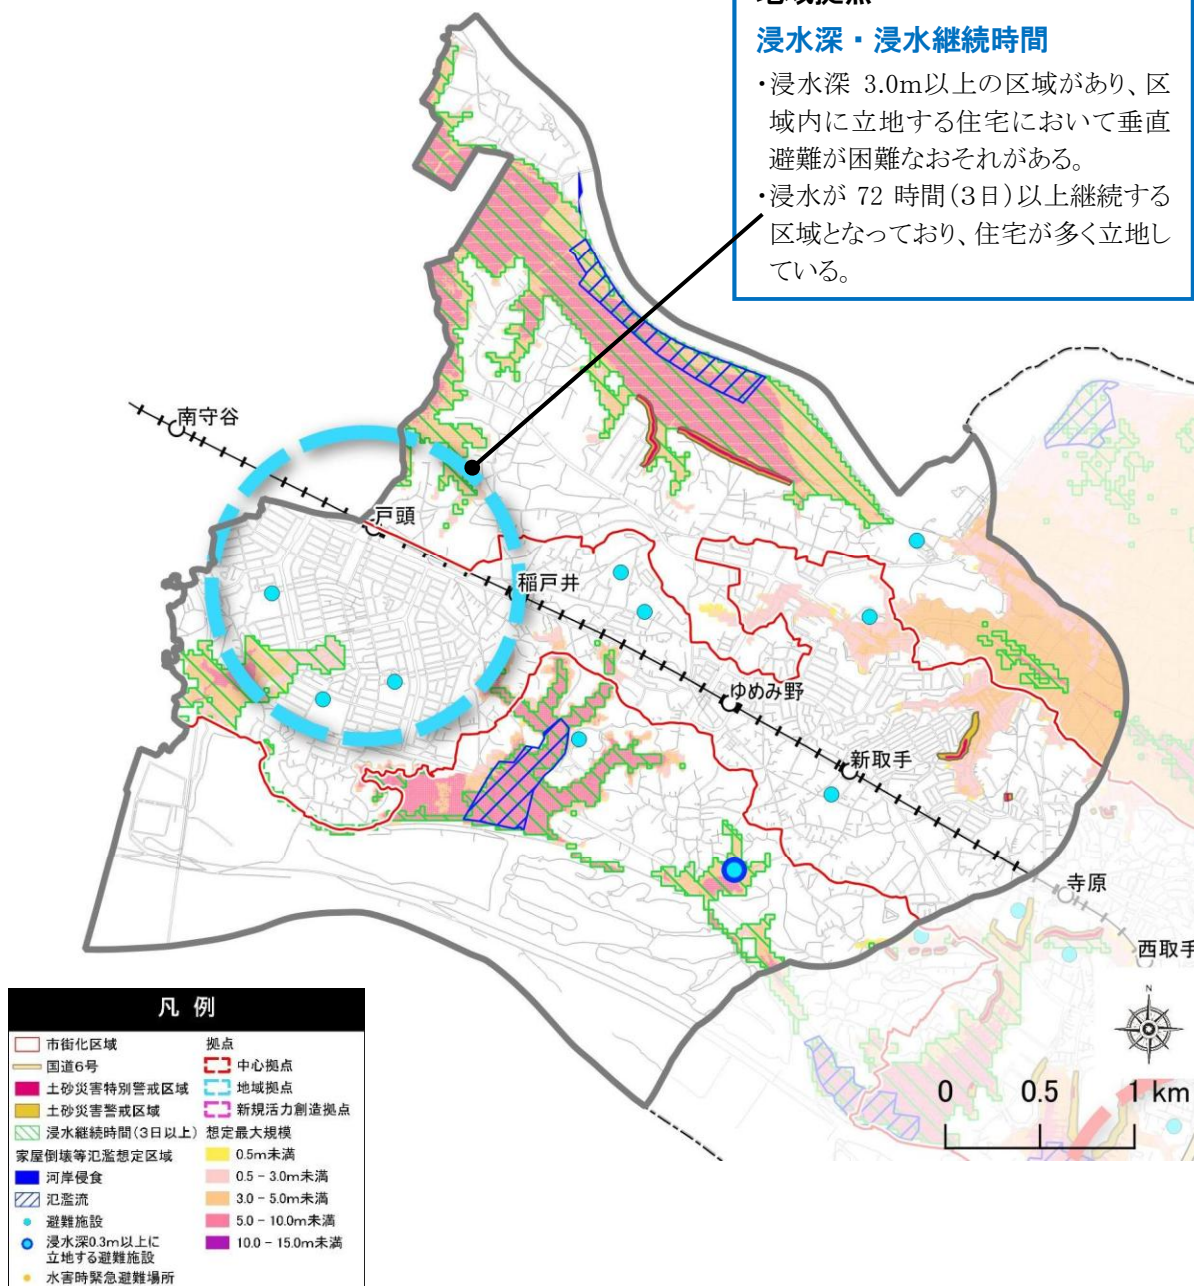 地域拠点
浸水深・浸水継続時間
・浸水深 3.0m以上の区域があり、区
域内に立地する住宅において垂直
避難が困難なおそれがある。
・浸水が 72 時間(3日)以上継続する
区域となっており、住宅が多く立地し
ている。
南守谷
戸頭
稲戸井
ゆめみ野
新取手
寺原
西取手
N
0 0.5 1 km
凡 例
市街化区域
国道6号
土砂災害特別警戒区域
土砂災害警戒区域
浸水継続時間(3日以上)
家屋倒壊等氾濫想定区域
河岸侵食
氾濫流
避難施設
浸水深0.3m以上に
立地する避難施設
水害時緊急避難場所
拠点
中心拠点
地域拠点
新規活力創造拠点
想定最大規模
0.5m未満
0.5 - 3.0m未満
3.0 - 5.0m未満
5.0 - 10.0m未満
10.0 - 15.0m未満